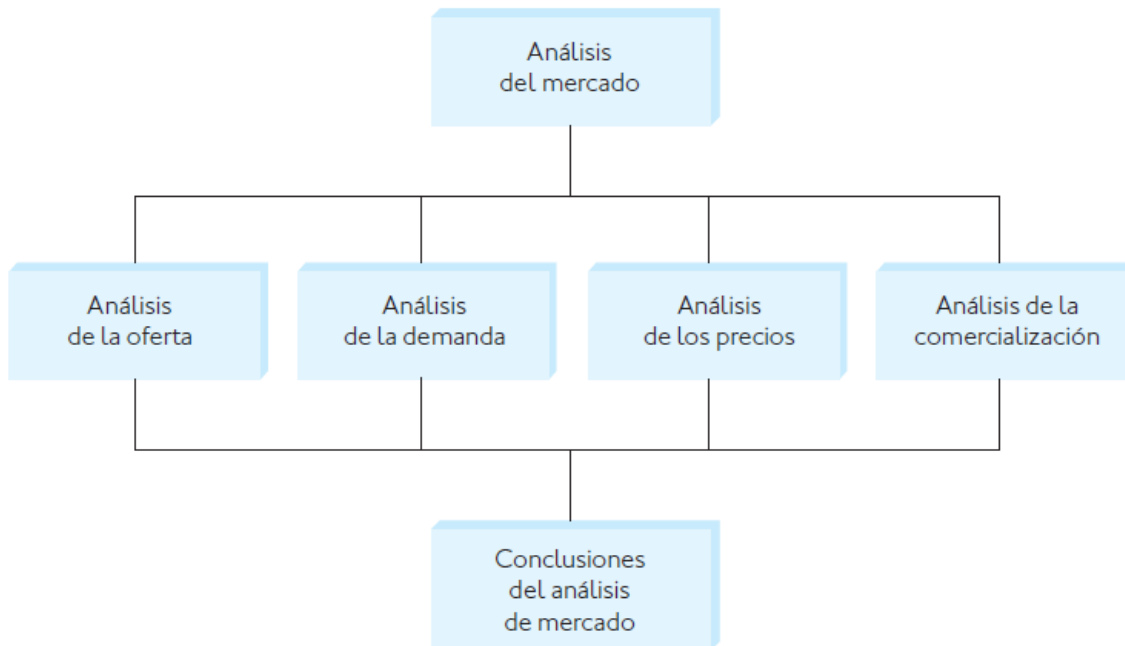 Análisis
del mercado
Análisis
de la oferta
Análisis
de la demanda
Análisis
de los precios
Análisis de la
comercialización
Conclusiones
del análisis
de mercado